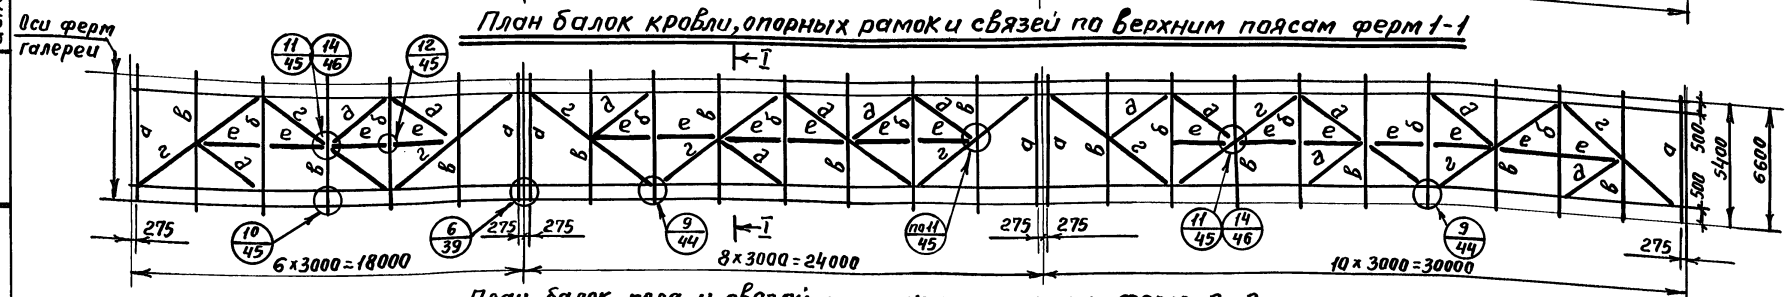 План балок кровли, опорных рамок и связей по верхним поясам ферм 1-1
Оси ферм
галереи
11
45
14
46
12
45
I
а г в д б е г е в д б е д е г в а
а г в д е б е д е б д е д е б д е г в а
а в д г б е д г в е д б е е б г в е б е д г в а
500
5400
500
6600
275
10
45
6
39
275
275
9
44
I
по 11
45
275
275
11
45
14
46
9
44
275
6 × 3000 = 18000
8 × 3000 = 24000
10 × 3000 = 30000